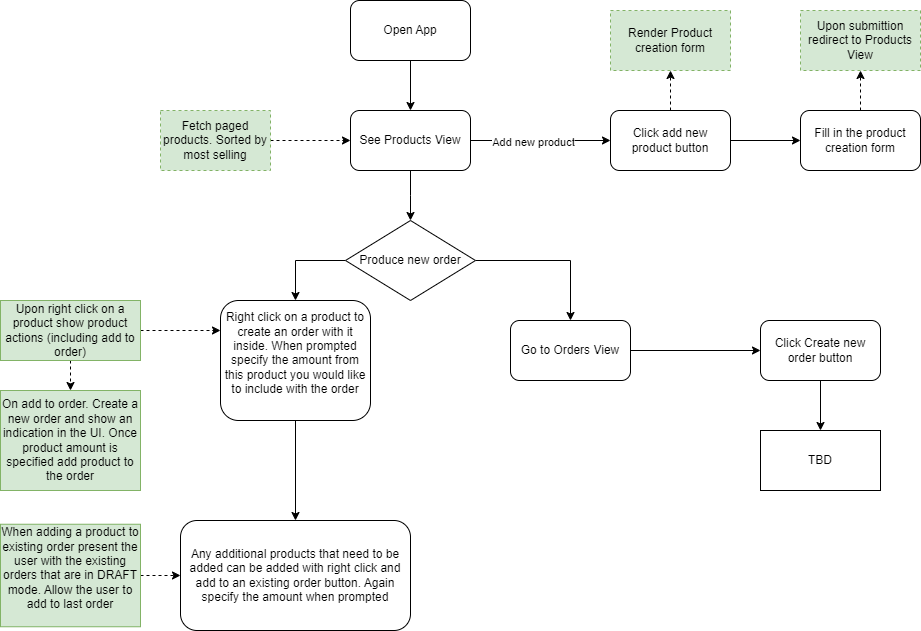 Open App
Render Product
creation form
Upon submittion
redirect to Products
View
Fetch paged
products. Sorted by
most selling
See Products View
Add new product
Click add new
product button
Fill in the product
creation form
Produce new order
Upon right click on a
product show product
actions (including add to
order)
Right click on a product to
create an order with it
inside. When prompted
specify the amount from
this product you would like
to include with the order
Go to Orders View
Click Create new
order button
On add to order. Create a
new order and show an
indication in the UI. Once
product amount is
specified add product to
the order
TBD
When adding a product to
existing order present the
user with the existing
orders that are in DRAFT
mode. Allow the user to
add to last order
Any additional products that need to be
added can be added with right click and
add to an existing order button. Again
specify the amount when prompted